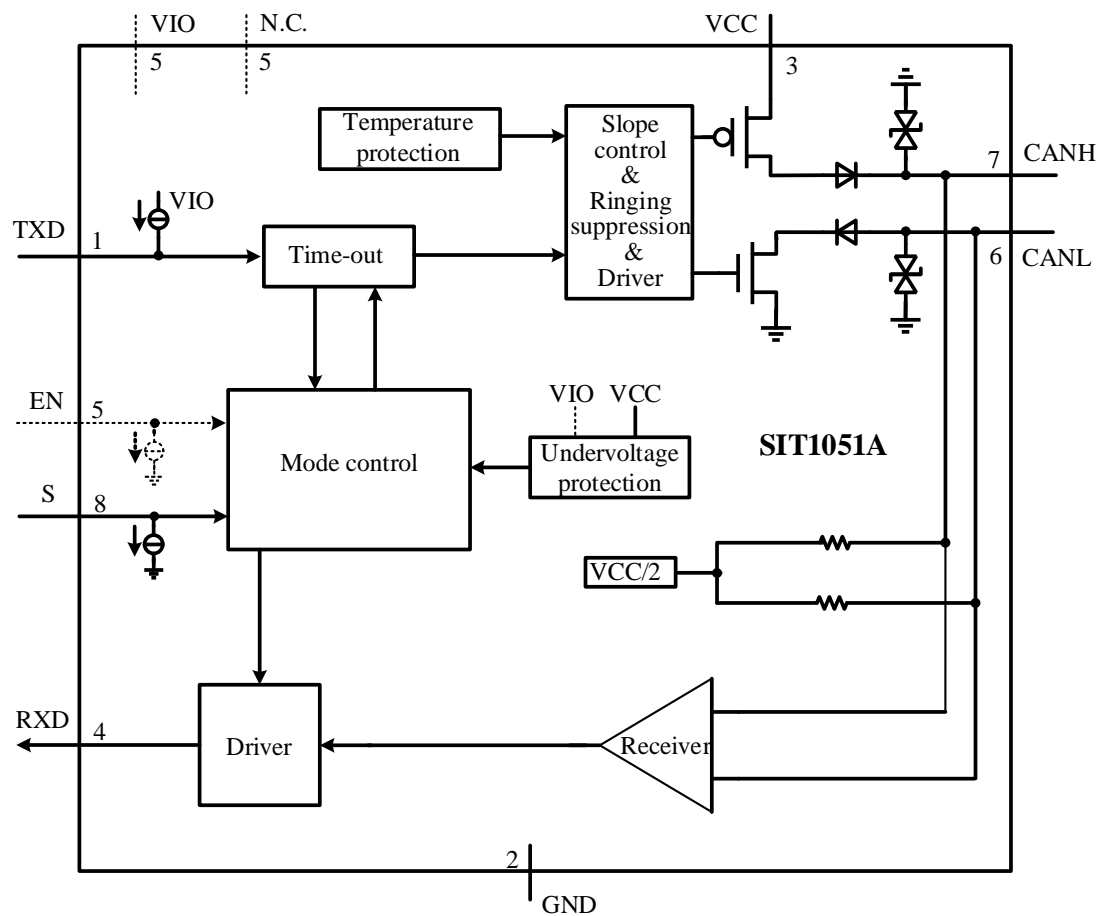 VIO
N.C.
VCC
5
5
3
Temperature
protection
Slope
control
&
Ringing
suppression
&
Driver
7
CANH
VIO
TXD
1
Time-out
6
CANL
EN
5
VIO
VCC
Mode control
Undervoltage
protection
SIT1051A
S
8
VCC/2
RXD
4
Driver
Receiver
2
GND